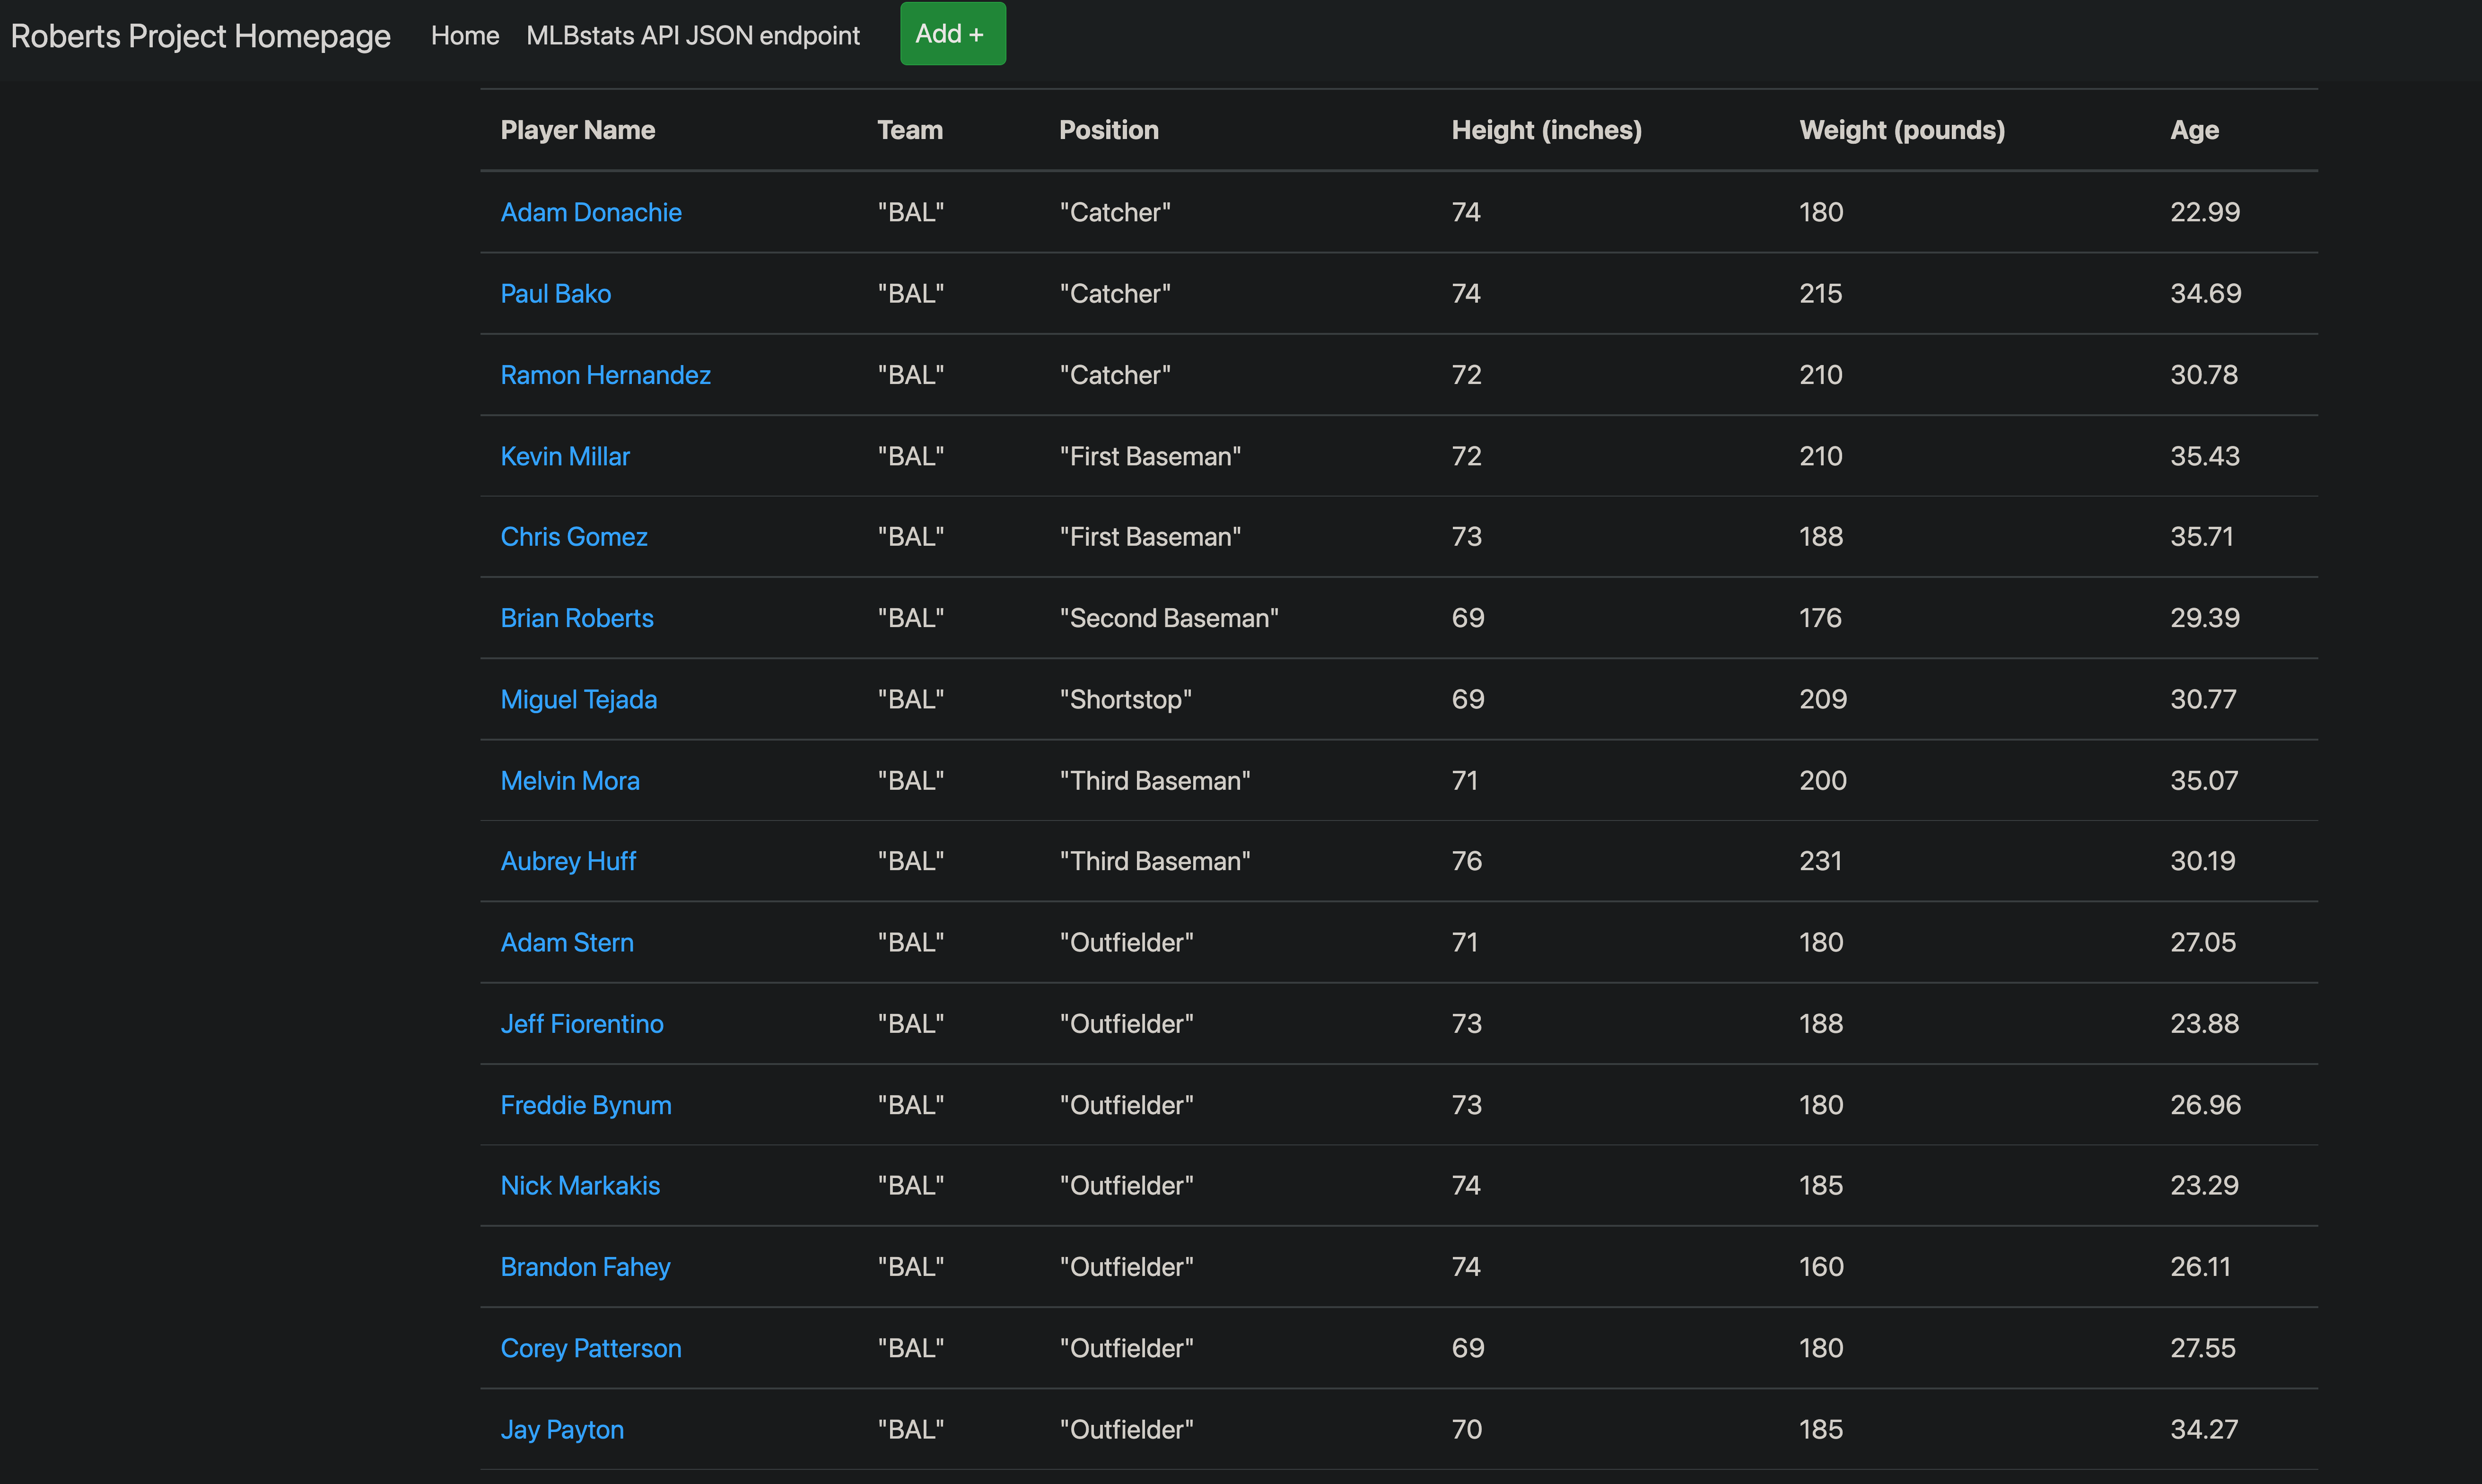 Roberts Project Homepage Home MLBstats API JSON endpoint Add +
Player Name Team Position Height (inches) Weight (pounds) Age
Adam Donachie "BAL" "Catcher" 74 180 22.99
Paul Bako "BAL" "Catcher" 74 215 34.69
Ramon Hernandez "BAL" "Catcher" 72 210 30.78
Kevin Millar "BAL" "First Baseman" 72 210 35.43
Chris Gomez "BAL" "First Baseman" 73 188 35.71
Brian Roberts "BAL" "Second Baseman" 69 176 29.39
Miguel Tejada "BAL" "Shortstop" 69 209 30.77
Melvin Mora "BAL" "Third Baseman" 71 200 35.07
Aubrey Huff "BAL" "Third Baseman" 76 231 30.19
Adam Stern "BAL" "Outfielder" 71 180 27.05
Jeff Fiorentino "BAL" "Outfielder" 73 188 23.88
Freddie Bynum "BAL" "Outfielder" 73 180 26.96
Nick Markakis "BAL" "Outfielder" 74 185 23.29
Brandon Fahey "BAL" "Outfielder" 74 160 26.11
Corey Patterson "BAL" "Outfielder" 69 180 27.55
Jay Payton "BAL" "Outfielder" 70 185 34.27